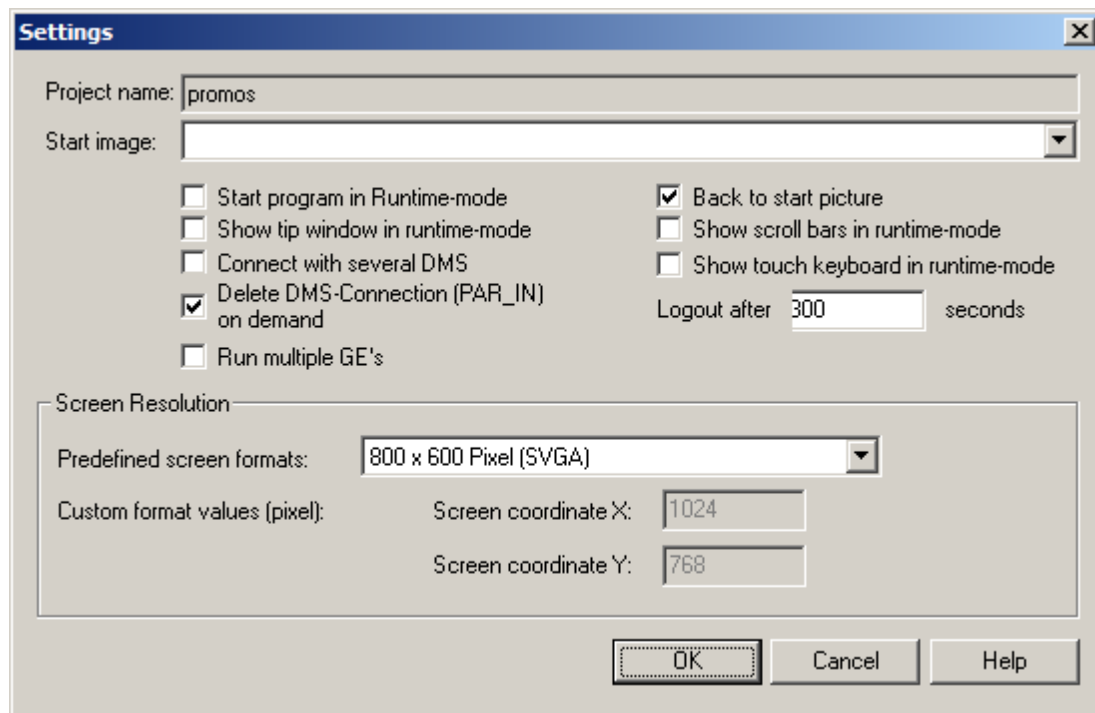 Settings
Project name: promos
Start image:
Start program in Runtime-mode
Show tip window in runtime-mode
Connect with several DMS
Delete DMS-Connection (PAR_IN)
on demand
Run multiple GE's
Back to start picture
Show scroll bars in runtime-mode
Show touch keyboard in runtime-mode
Logout after 300 seconds
Screen Resolution
Predefined screen formats: 800 x 600 Pixel (SVGA)
Custom format values (pixel): Screen coordinate X: 1024
Screen coordinate Y: 768
OK Cancel Help